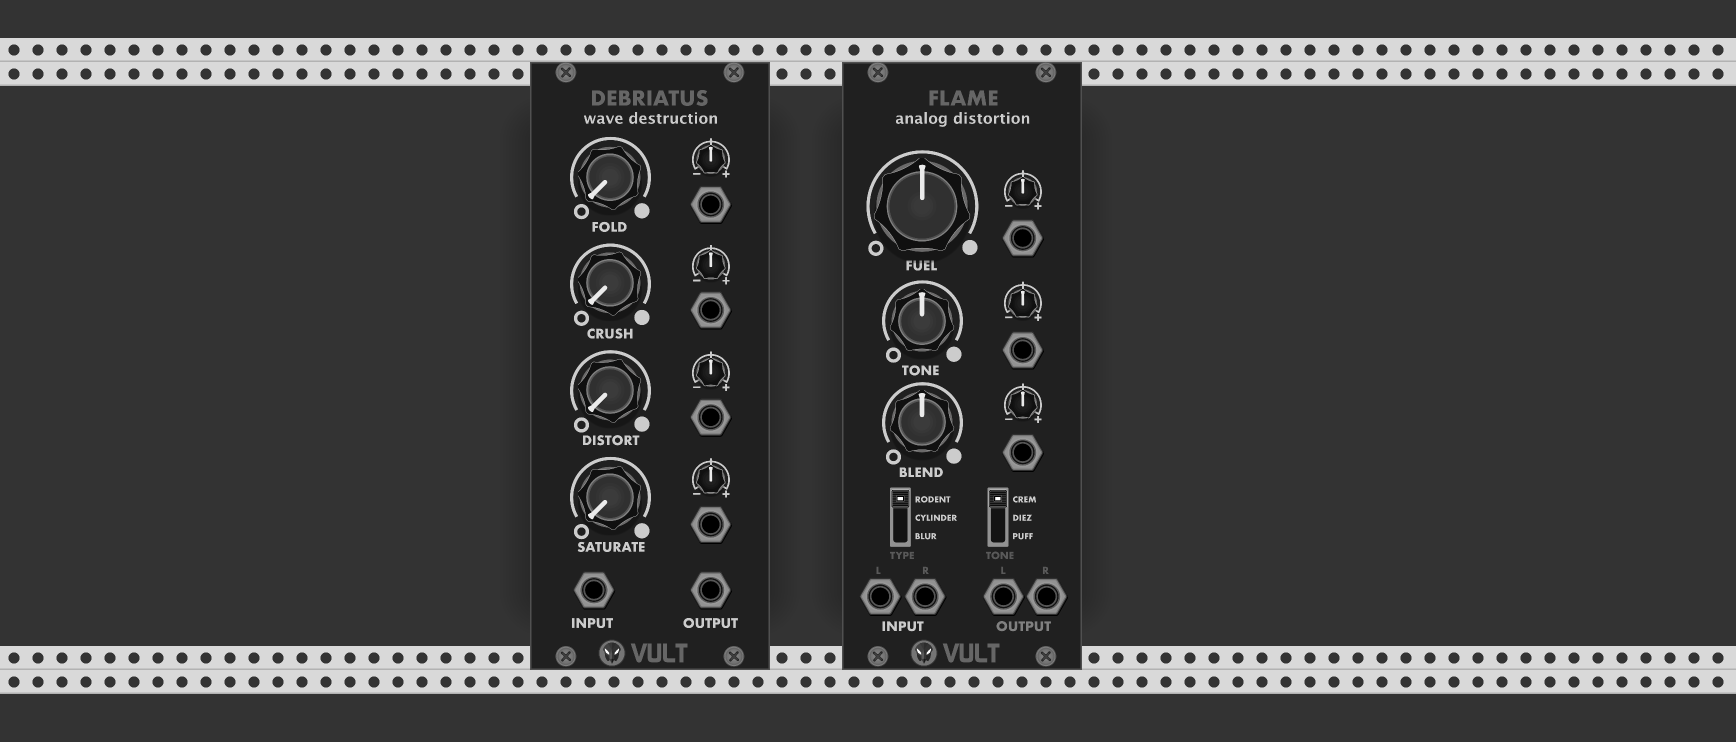 DEBRIATUS
wave destruction
FOLD
CRUSH
DISTORT
SATURATE
INPUT OUTPUT
VULT
FLAME
analog distortion
FUEL
TONE
BLEND
RODENT CREM
CYLINDER DIEZ
BLUR PUFF
TYPE TONE
L R L R
INPUT OUTPUT
VULT